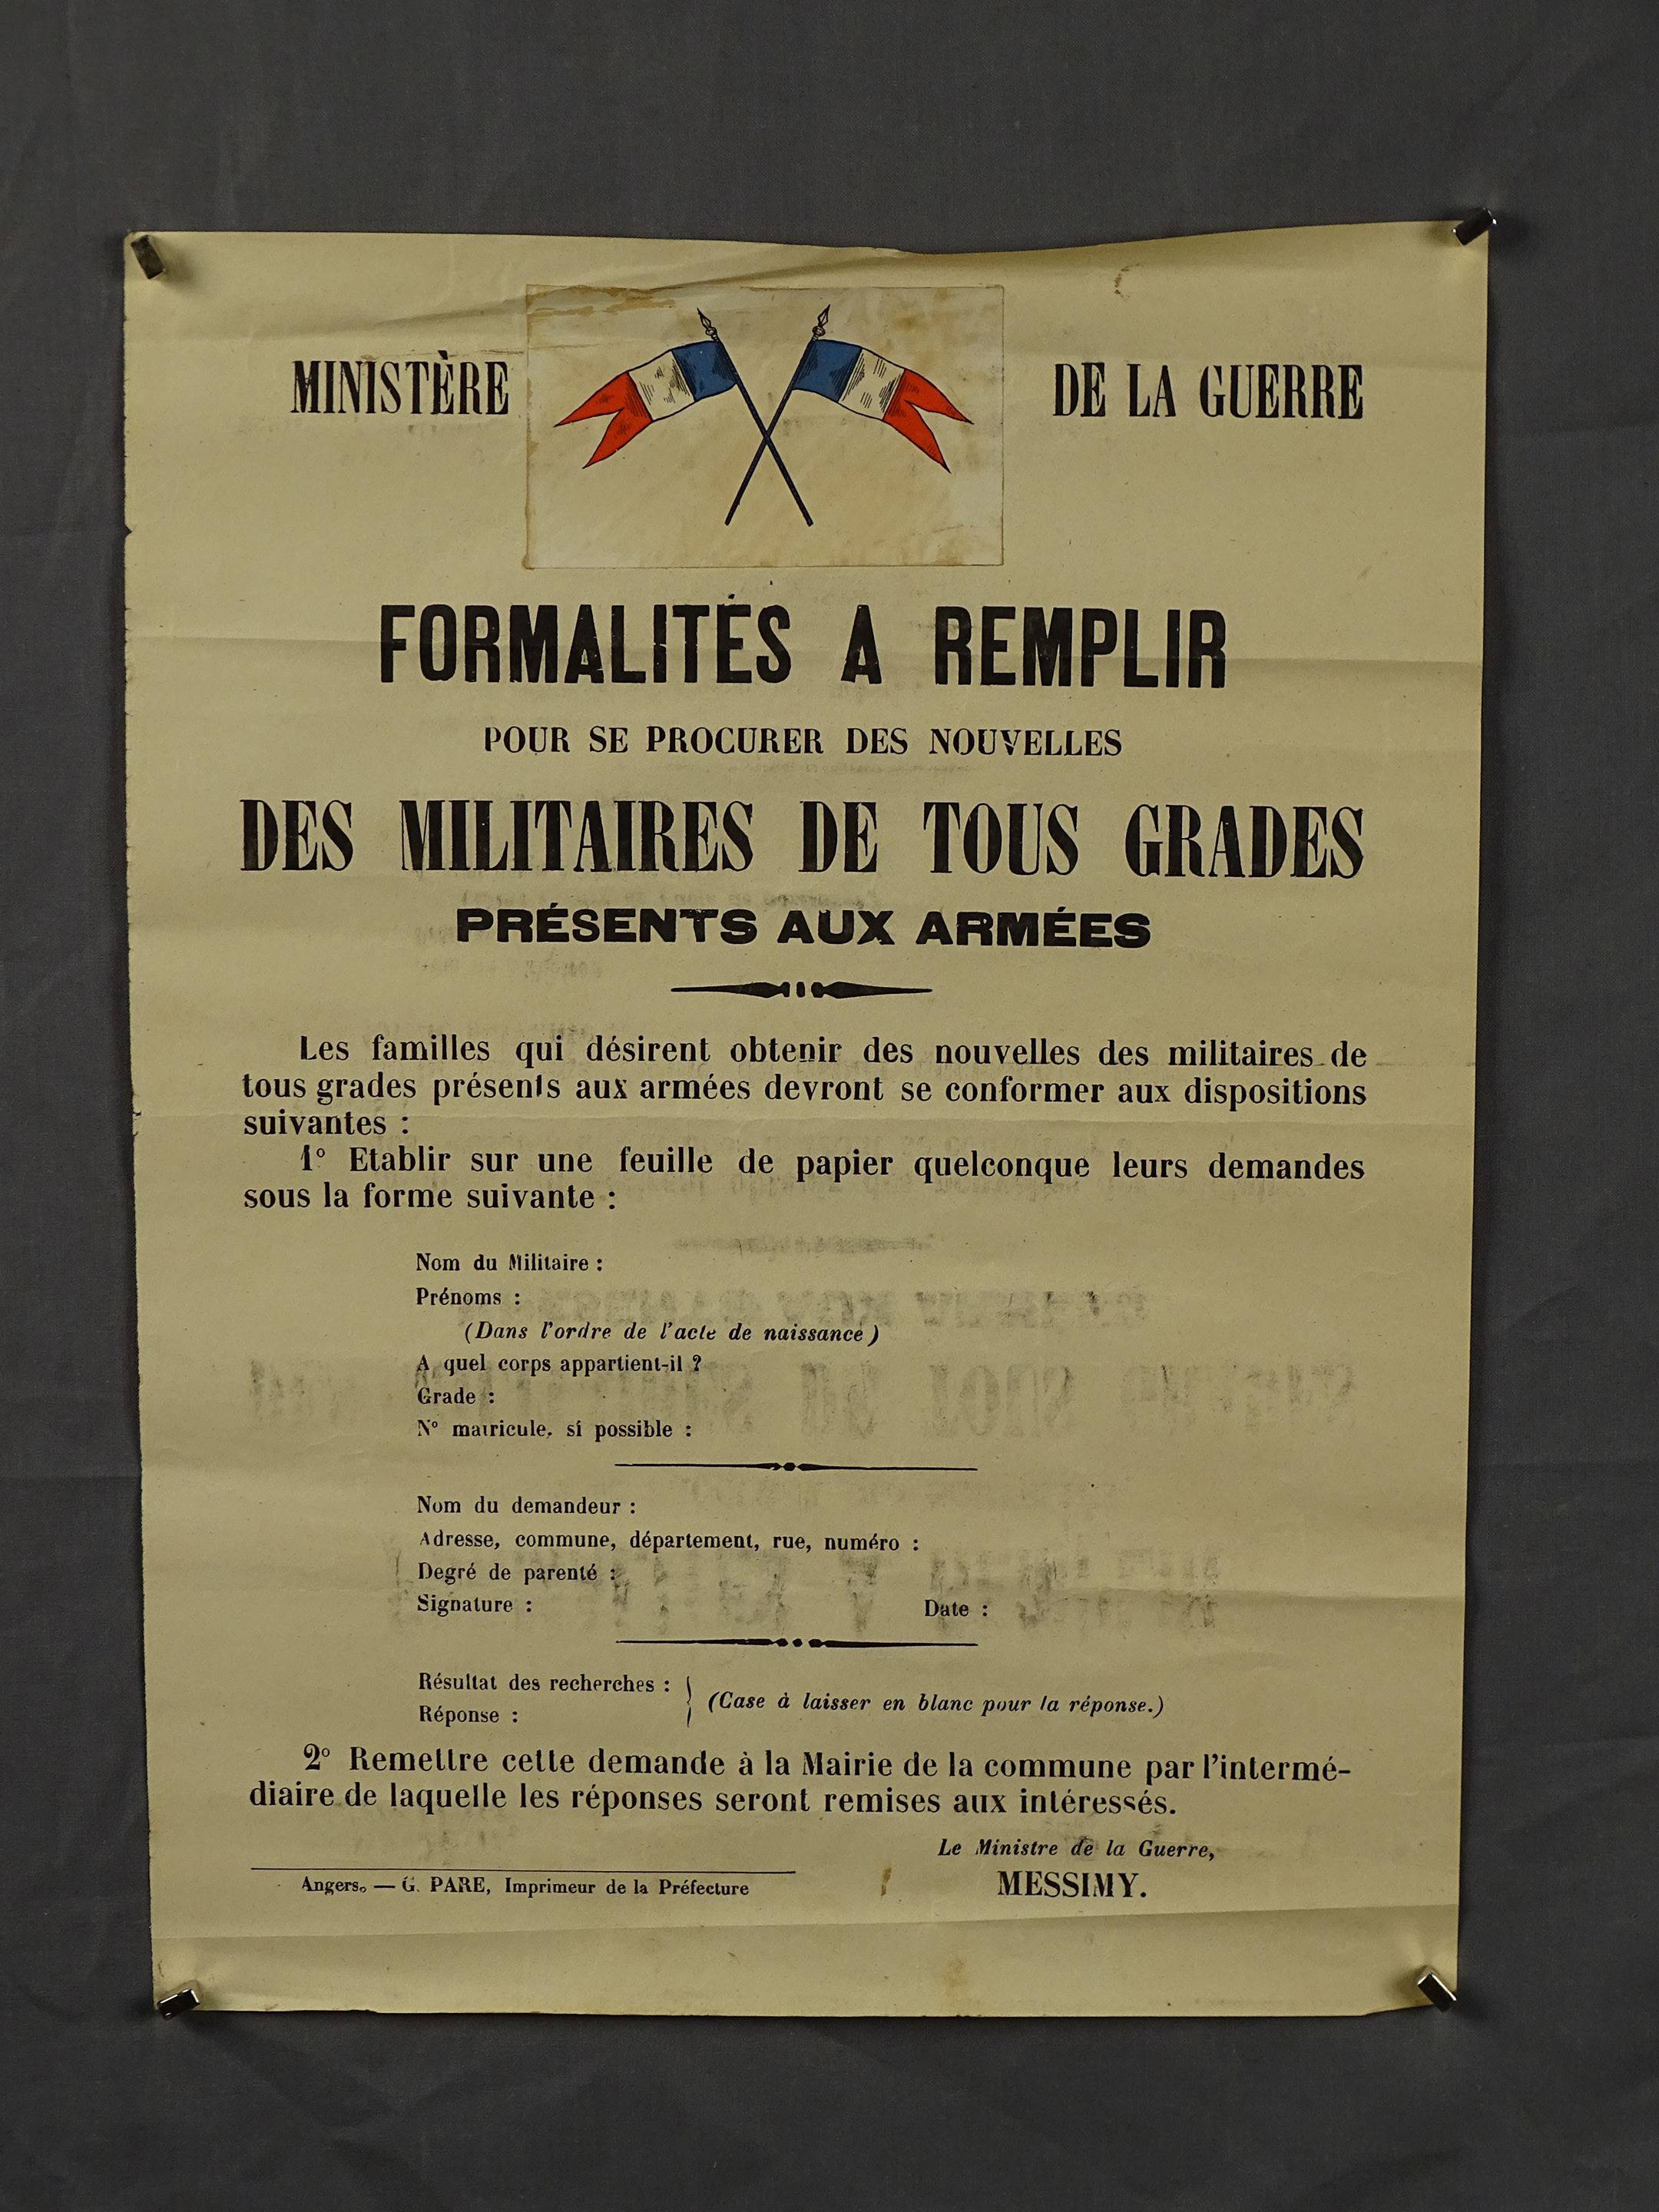 MINISTÈRE DE LA GUERRE
FORMALITÉS A REMPLIR
POUR SE PROCURER DES NOUVELLES
DES MILITAIRES DE TOUS GRADES
PRÉSENTS AUX ARMÉES
Les familles qui désirent obtenir des nouvelles des militaires de
tous grades présents aux armées devront se conformer aux dispositions
suivantes :
1° Etablir sur une feuille de papier quelconque leurs demandes
sous la forme suivante :
Nom du Militaire :
Prénoms :
(Dans l'ordre de l'acte de naissance)
A quel corps appartient-il ?
Grade :
N° matricule, si possible :
Nom du demandeur :
Adresse, commune, département, rue, numéro :
Degré de parenté :
Signature : Date :
Résultat des recherches :
Réponse :
(Case à laisser en blanc pour la réponse.)
2° Remettre cette demande à la Mairie de la commune par l'intermé-
diaire de laquelle les réponses seront remises aux intéressés.
Le Ministre de la Guerre,
MESSIMY.
Angers. — G. PARE, Imprimeur de la Préfecture